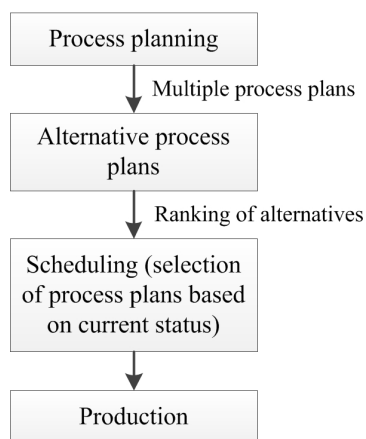 Process planning
Multiple process plans
Alternative process
plans
Ranking of alternatives
Scheduling (selection
of process plans based
on current status)
Production